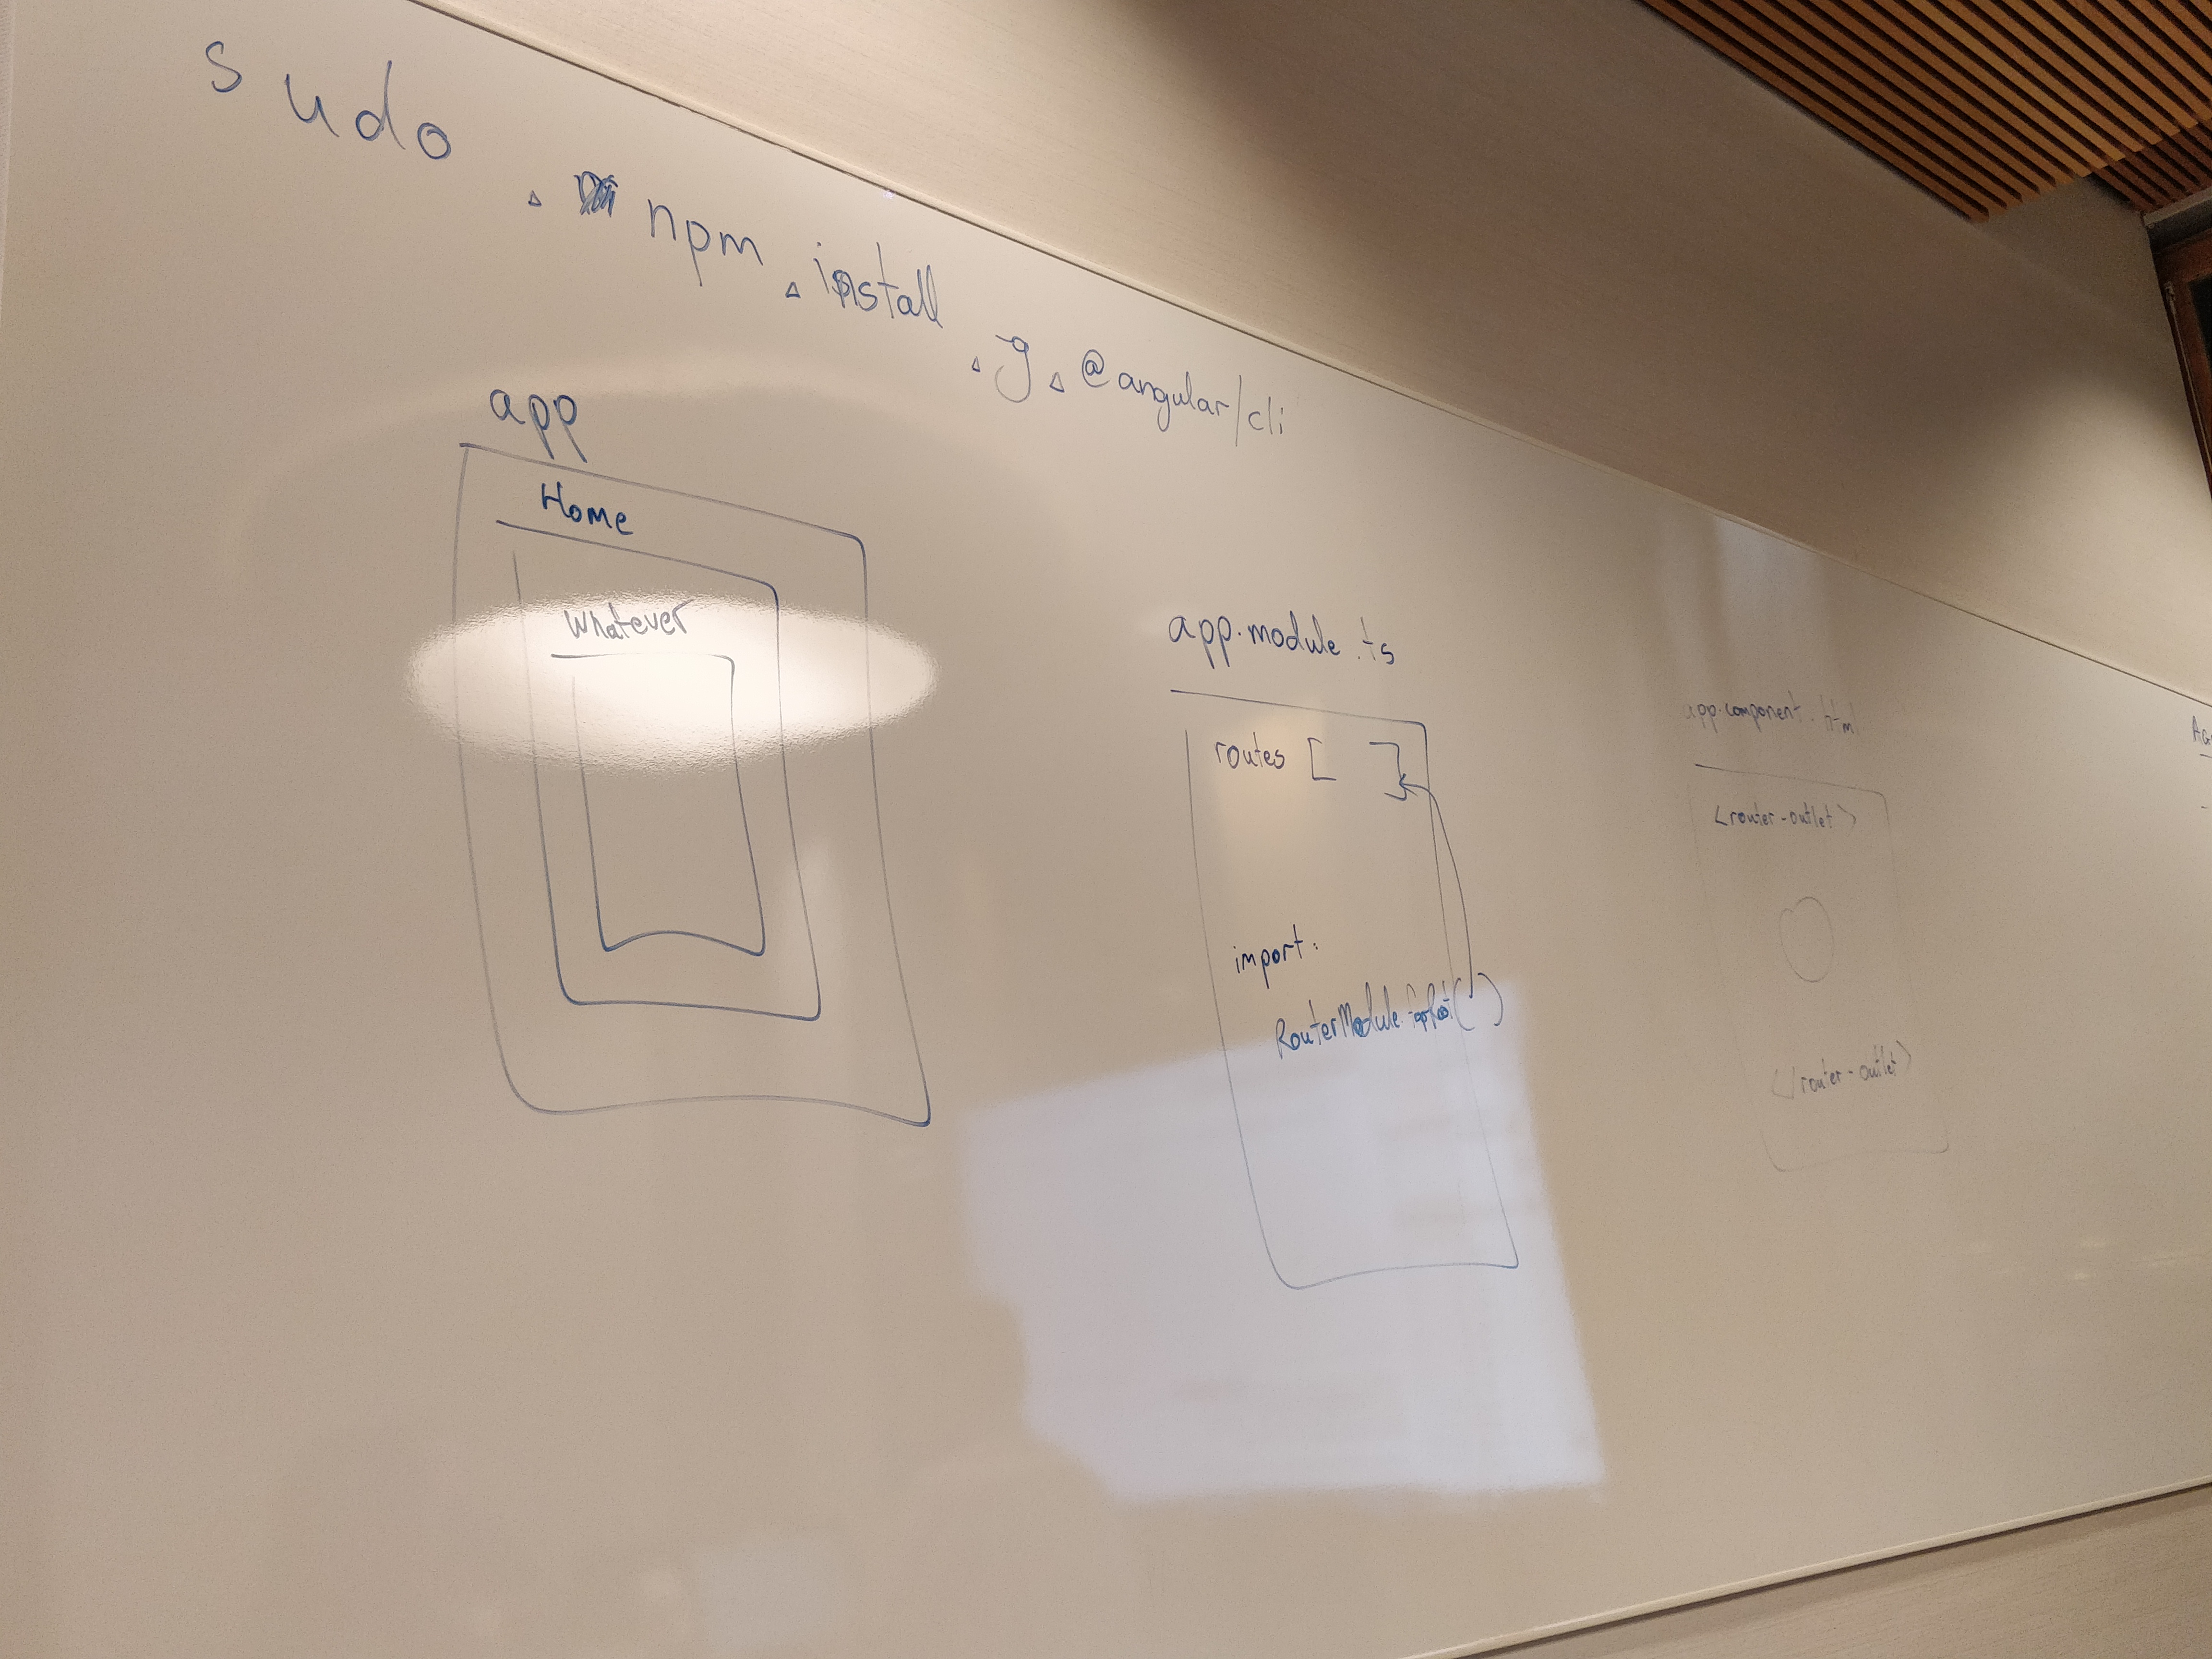 sudo npm install g @angular/cli
app
Home
Whatever
app.module.ts
routes [ ]
import:
RouterModule.forRoot( )
app.component.html
<router-outlet>
</router-outlet>